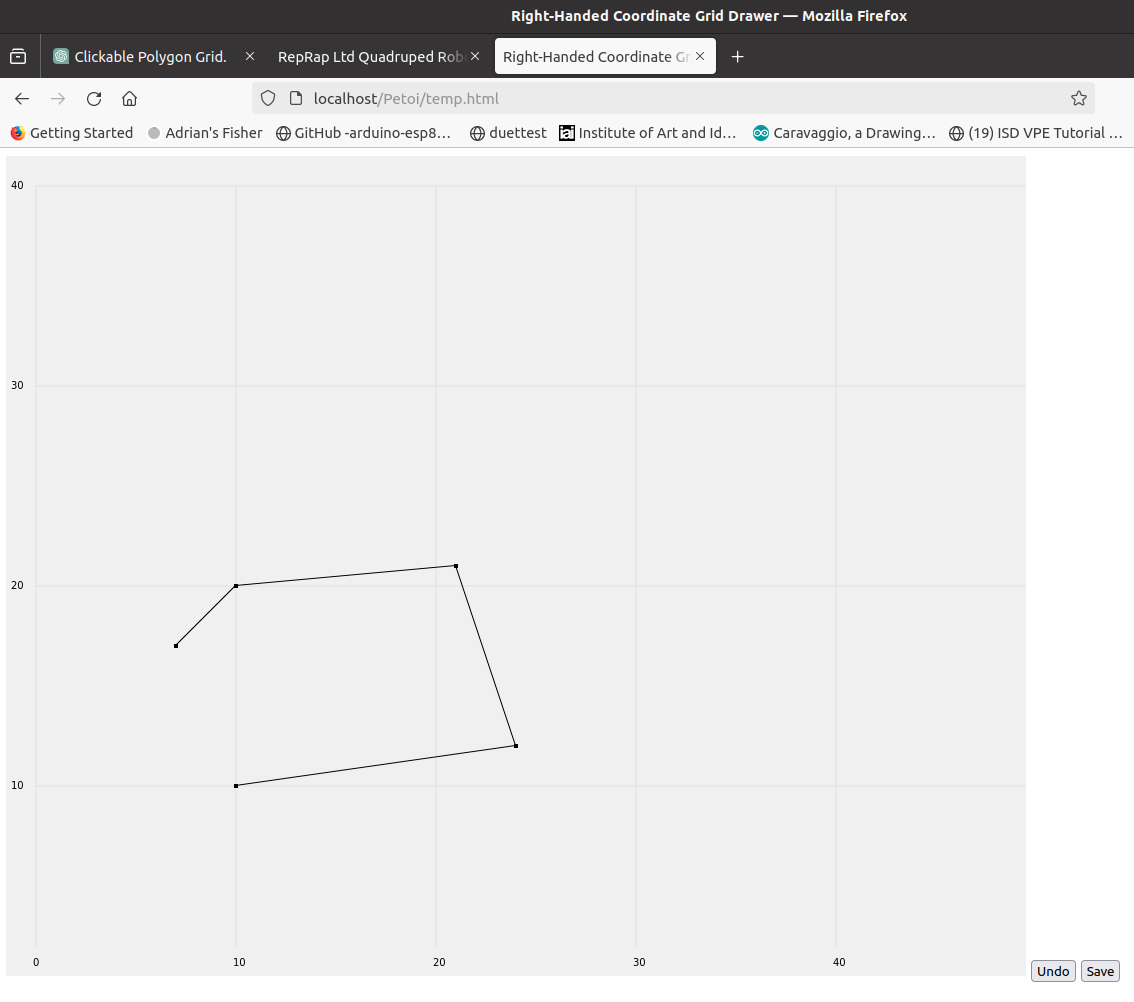 Right-Handed Coordinate Grid Drawer — Mozilla Firefox
Clickable Polygon Grid.
RepRap Ltd Quadruped Rob
Right-Handed Coordinate G
localhost/Petoi/temp.html
Getting Started
Adrian's Fisher
GitHub -arduino-esp8…
duettest
Institute of Art and Id…
Caravaggio, a Drawing…
(19) ISD VPE Tutorial …
40
30
20
10
0 10 20 30 40
Undo Save